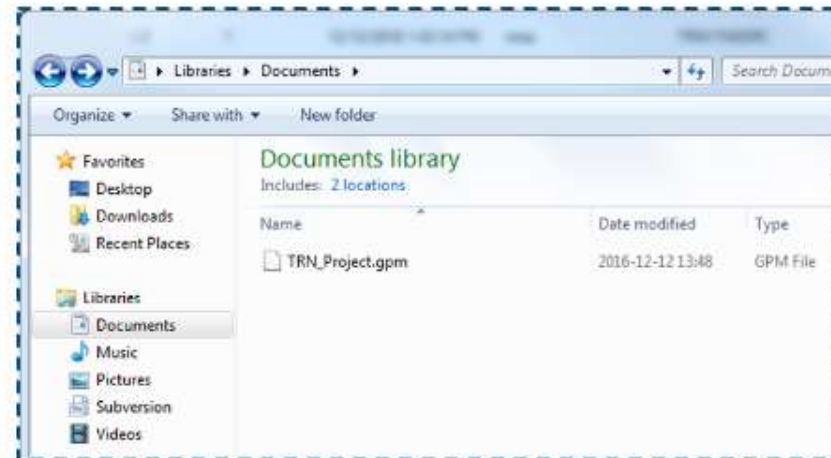 Libraries ▸ Documents ▸
Search Docum
Organize Share with New folder
Favorites
Desktop
Downloads
Recent Places
Libraries
Documents
Music
Pictures
Subversion
Videos
Documents library
Includes: 2 locations
Name Date modified Type
TRN_Project.gpm 2016-12-12 13:48 GPM File